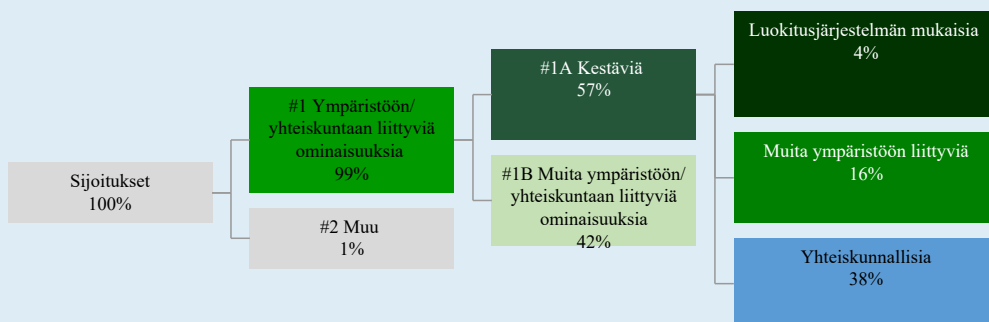 Sijoitukset
100%
#1 Ympäristöön/
yhteiskuntaan liittyviä
ominaisuuksia
99%
#2 Muu
1%
#1A Kestäviä
57%
#1B Muita ympäristöön/
yhteiskuntaan liittyviä
ominaisuuksia
42%
Luokitusjärjestelmän mukaisia
4%
Muita ympäristöön liittyviä
16%
Yhteiskunnallisia
38%